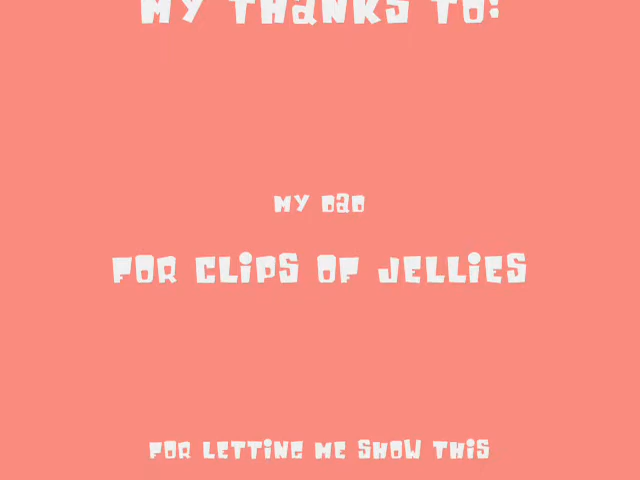 MY THANKS TO:
MY DAD
FOR CLIPS OF JELLIES
FOR LETTING ME SHOW THIS